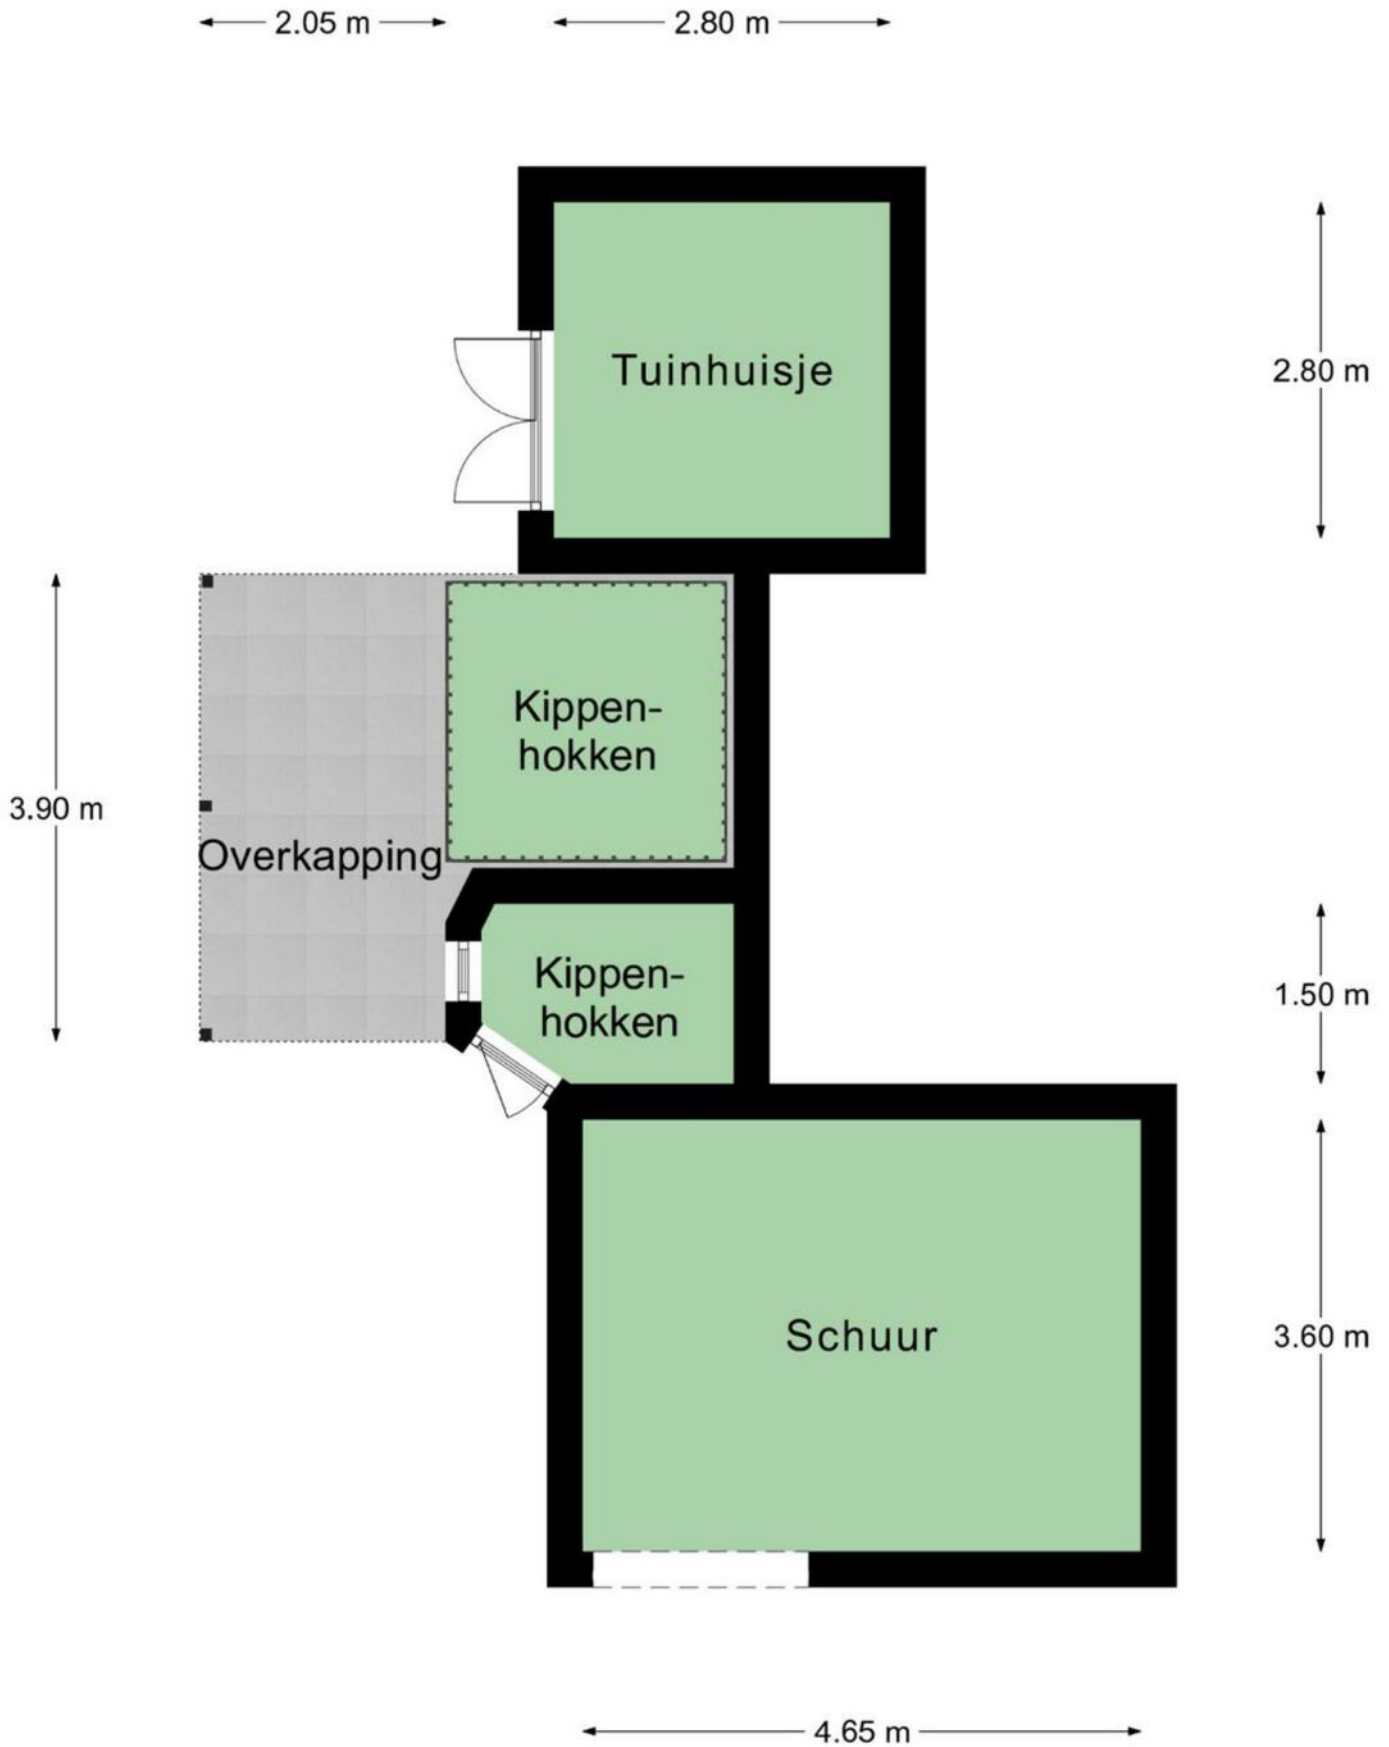 2.05 m
2.80 m
Tuinhuisje
2.80 m
Kippen-
hokken
3.90 m
Overkapping
Kippen-
hokken
1.50 m
Schuur
3.60 m
4.65 m